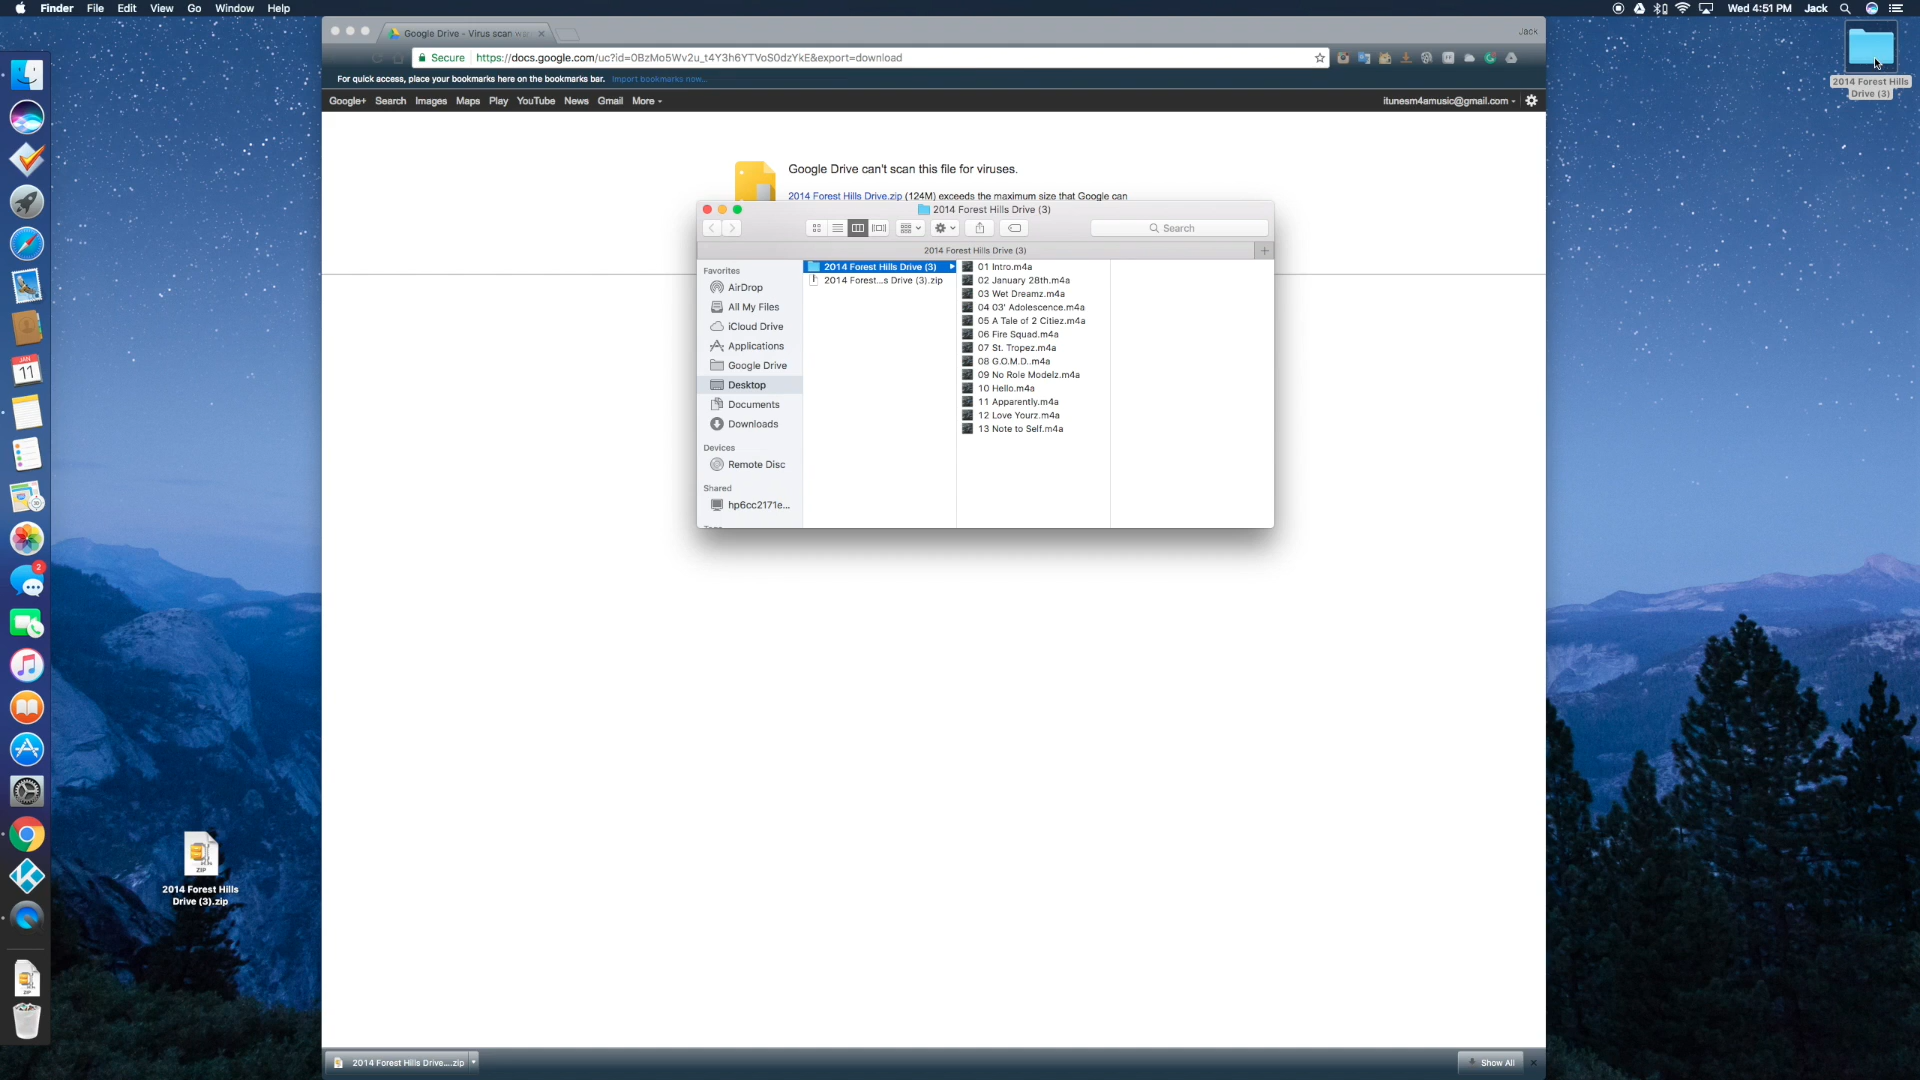 Finder File Edit View Go Window Help
Wed 4:51 PM Jack
Google Drive - Virus scan
Jack
Secure https://docs.google.com/uc?id=0BzMo5Wv2u_t4Y3h6YTVoS0dzYkE&export=download
For quick access, place your bookmarks here on the bookmarks bar. Import bookmarks now...
Google+ Search Images Maps Play YouTube News Gmail More
itunesm4amusic@gmail.com
Google Drive can't scan this file for viruses.
2014 Forest Hills Drive.zip (124M) exceeds the maximum size that Google can
2014 Forest Hills Drive (3)
Search
2014 Forest Hills Drive (3)
Favorites
AirDrop
All My Files
iCloud Drive
Applications
Google Drive
Desktop
Documents
Downloads
Devices
Remote Disc
Shared
hp6cc2171e...
2014 Forest Hills Drive (3)
2014 Forest...s Drive (3).zip
01 Intro.m4a
02 January 28th.m4a
03 Wet Dreamz.m4a
04 03' Adolescence.m4a
05 A Tale of 2 Citiez.m4a
06 Fire Squad.m4a
07 St. Tropez.m4a
08 G.O.M.D..m4a
09 No Role Modelz.m4a
10 Hello.m4a
11 Apparently.m4a
12 Love Yourz.m4a
13 Note to Self.m4a
2014 Forest Hills
Drive (3)
JAN
11
2
ZIP
2014 Forest Hills
Drive (3).zip
ZIP
2014 Forest Hills Drive....zip
Show All